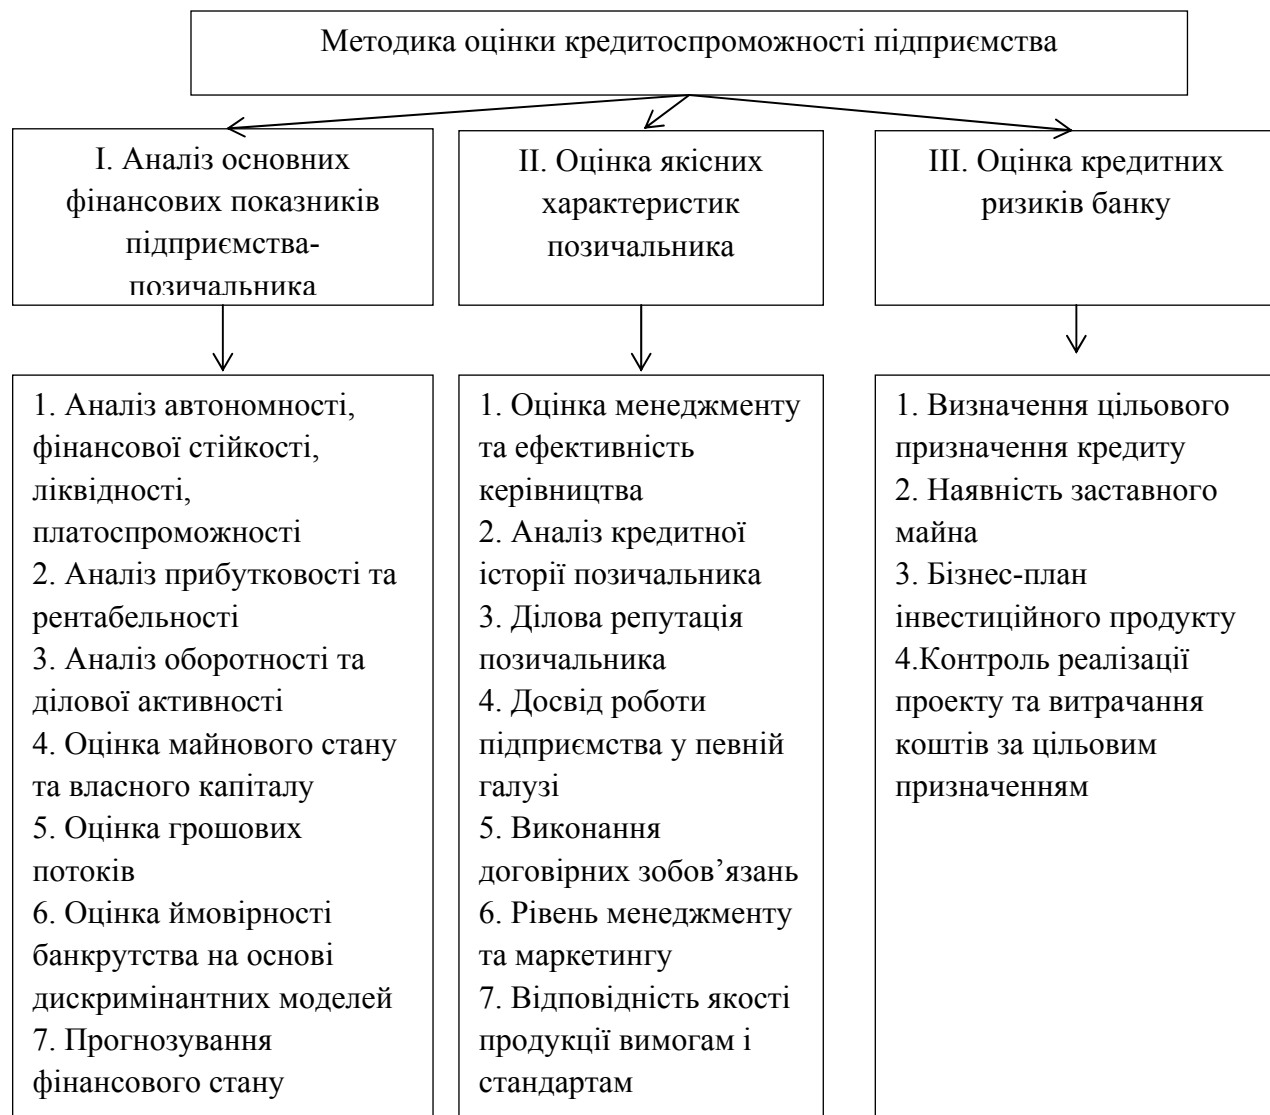 Методика оцінки кредитоспроможності підприємства
І. Аналіз основних
фінансових показників
підприємства-
позичальника
ІІ. Оцінка якісних
характеристик
позичальника
ІІІ. Оцінка кредитних
ризиків банку
1. Аналіз автономності,
фінансової стійкості,
ліквідності,
платоспроможності
2. Аналіз прибутковості та
рентабельності
3. Аналіз оборотності та
ділової активності
4. Оцінка майнового стану
та власного капіталу
5. Оцінка грошових
потоків
6. Оцінка ймовірності
банкрутства на основі
дискримінантних моделей
7. Прогнозування
фінансового стану
1. Оцінка менеджменту
та ефективність
керівництва
2. Аналіз кредитної
історії позичальника
3. Ділова репутація
позичальника
4. Досвід роботи
підприємства у певній
галузі
5. Виконання
договірних зобов’язань
6. Рівень менеджменту
та маркетингу
7. Відповідність якості
продукції вимогам і
стандартам
1. Визначення цільового
призначення кредиту
2. Наявність заставного
майна
3. Бізнес-план
інвестиційного продукту
4.Контроль реалізації
проекту та витрачання
коштів за цільовим
призначенням